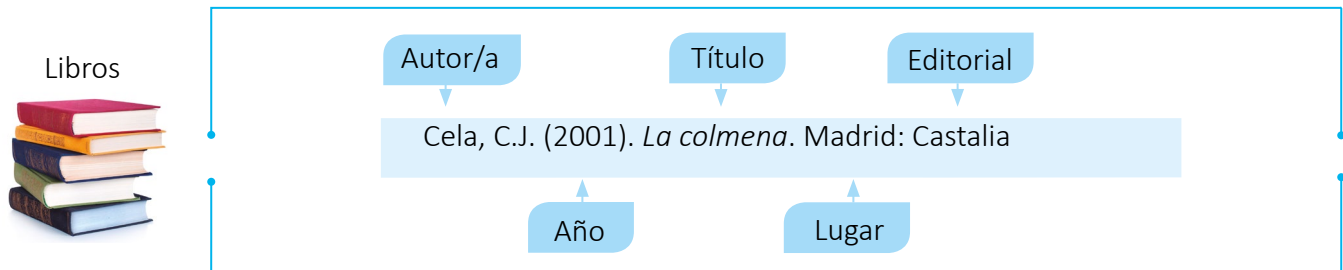 Libros
Autor/a Título Editorial
Cela, C.J. (2001). La colmena. Madrid: Castalia
Año Lugar